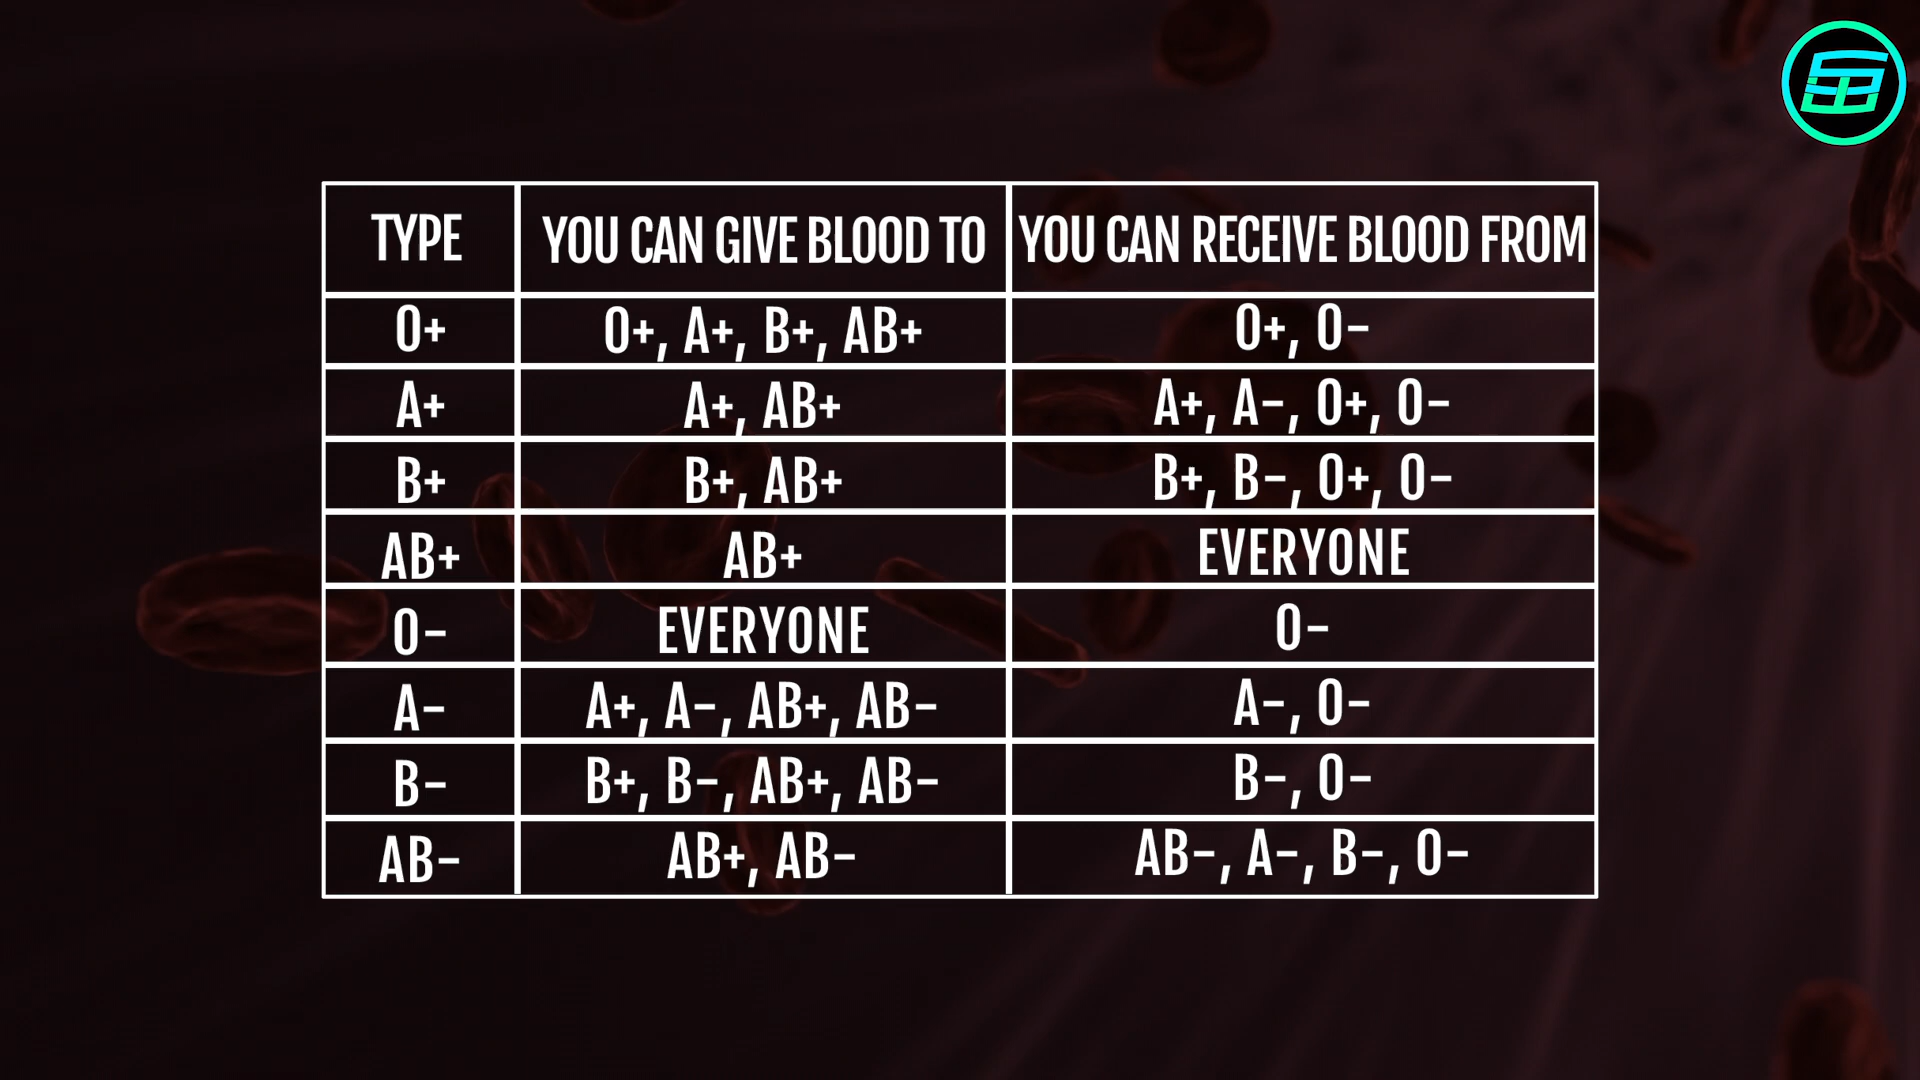 TYPE YOU CAN GIVE BLOOD TO YOU CAN RECEIVE BLOOD FROM
O+ O+, A+, B+, AB+ O+, O-
A+ A+, AB+ A+, A-, O+, O-
B+ B+, AB+ B+, B-, O+, O-
AB+ AB+ EVERYONE
O- EVERYONE O-
A- A+, A-, AB+, AB- A-, O-
B- B+, B-, AB+, AB- B-, O-
AB- AB+, AB- AB-, A-, B-, O-